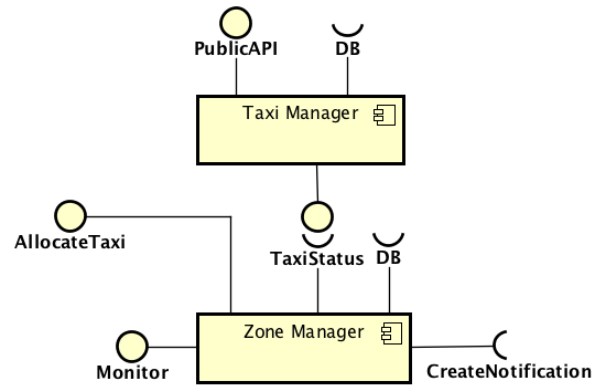 PublicAPI
DB
Taxi Manager
AllocateTaxi
TaxiStatus
DB
Zone Manager
Monitor
CreateNotification